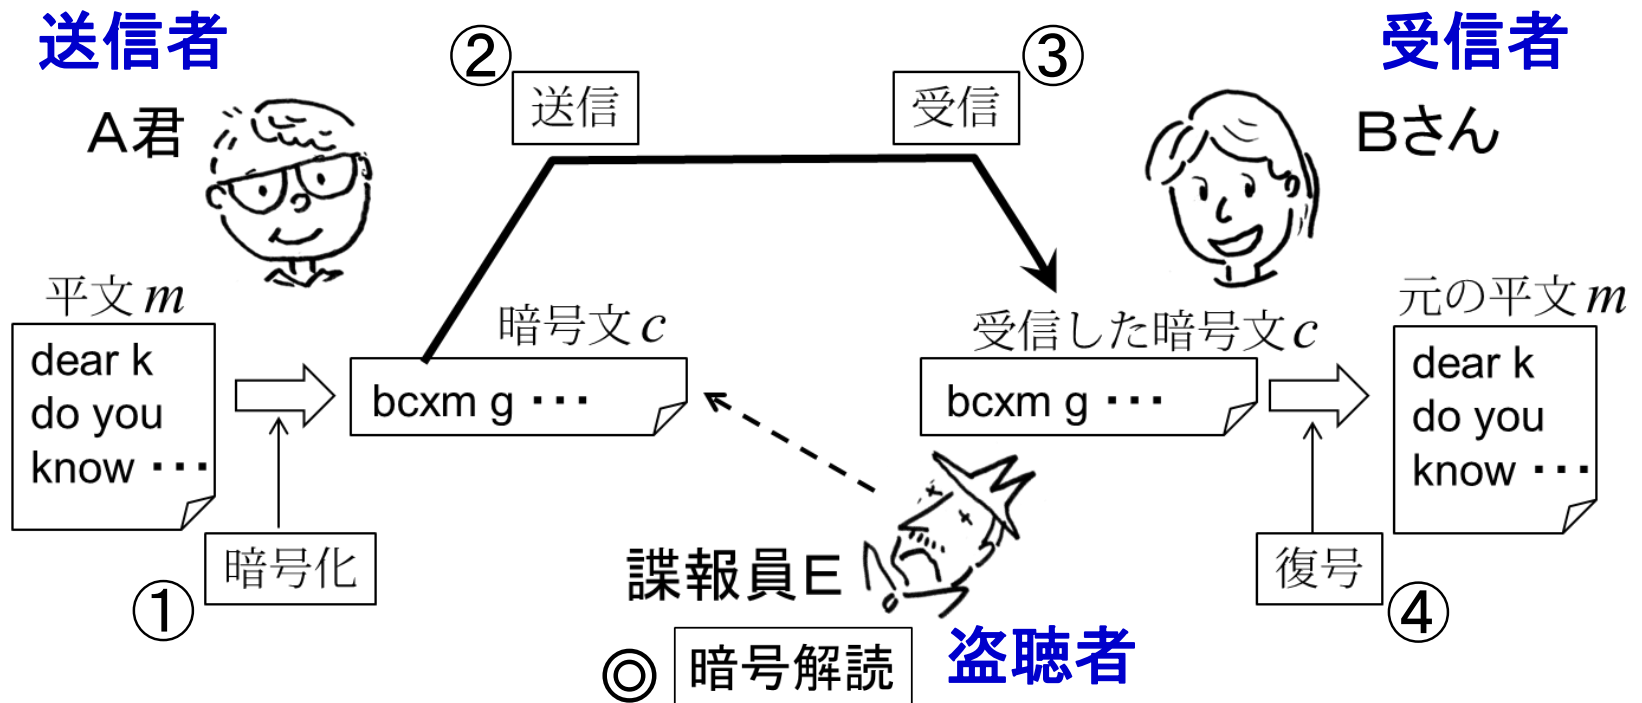 送信者
②
送信
受信
③
受信者
A君
Bさん
平文 m
dear k
do you
know ・・・
暗号文 c
bcxm g ・・・
受信した暗号文 c
bcxm g ・・・
元の平文 m
dear k
do you
know ・・・
①
暗号化
諜報員E
◎ 暗号解読
盗聴者
復号
④